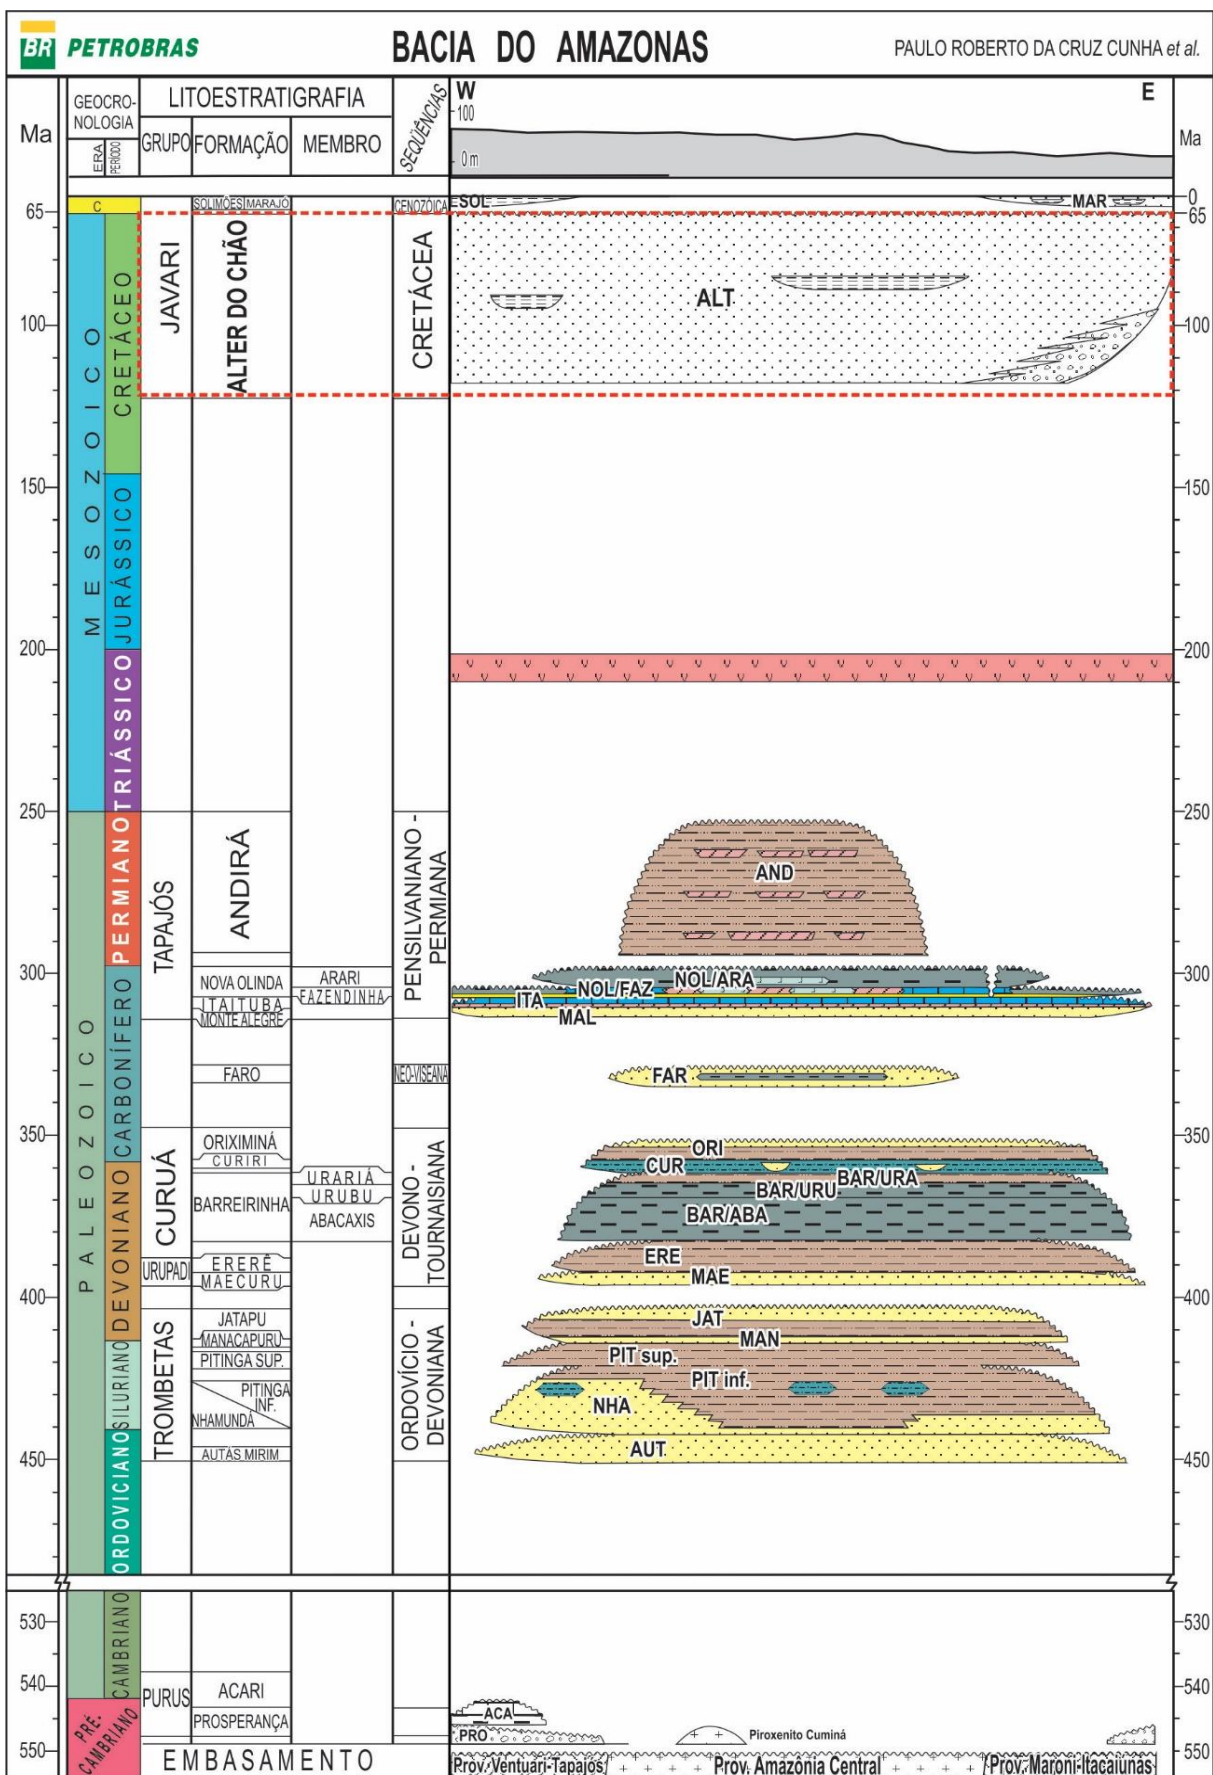 BR PETROBRAS
BACIA DO AMAZONAS
PAULO ROBERTO DA CRUZ CUNHA et al.
Ma
GEOCRO-
NOLOGIA
ERA
PERÍODO
LITOESTRATIGRAFIA
GRUPO
FORMAÇÃO
MEMBRO
SEQÜÊNCIAS
W
E
100
0 m
Ma
C
SOLIMÕES
MARAJÓ
CENOZÓICA
SOL
MAR
0
65
65
MESOZOICO
CRETÁCEO
JAVARI
ALTER DO CHÃO
CRETÁCEA
ALT
100
100
JURÁSSICO
150
150
200
200
TRIÁSSICO
250
250
PALEOZOICO
PERMIANO
TAPAJÓS
ANDIRÁ
PENSILVANIANO -
PERMIANA
AND
300
300
CARBONÍFERO
NOVA OLINDA
ARARI
FAZENDINHA
ITAITUBA
MONTE ALEGRE
NOL/ARA
NOL/FAZ
ITA
MAL
FARO
NEO-VISEANA
FAR
350
350
CURUÁ
ORIXIMINÁ
CURIRI
BARREIRINHA
URARIÁ
URUBU
ABACAXIS
DEVONO -
TOURNAISIANA
ORI
CUR
BAR/URA
BAR/URU
BAR/ABA
DEVONIANO
URUPADI
ERERÊ
MAECURU
ERE
MAE
400
400
TROMBETAS
JATAPU
MANACAPURU
PITINGA SUP.
PITINGA
INF.
NHAMUNDÁ
AUTÁS MIRIM
ORDOVÍCIO -
DEVONIANA
JAT
MAN
PIT sup.
PIT inf.
NHA
AUT
SILURIANO
450
450
ORDOVICIANO
530
530
CAMBRIANO
540
540
PURUS
ACARI
PROSPERANÇA
ACA
PRO
Piroxenito Cuminá
PRÉ-
CAMBRIANO
550
550
EMBASAMENTO
Prov. Ventuari-Tapajós
Prov. Amazônia Central
Prov. Maroni-Itacaiunas